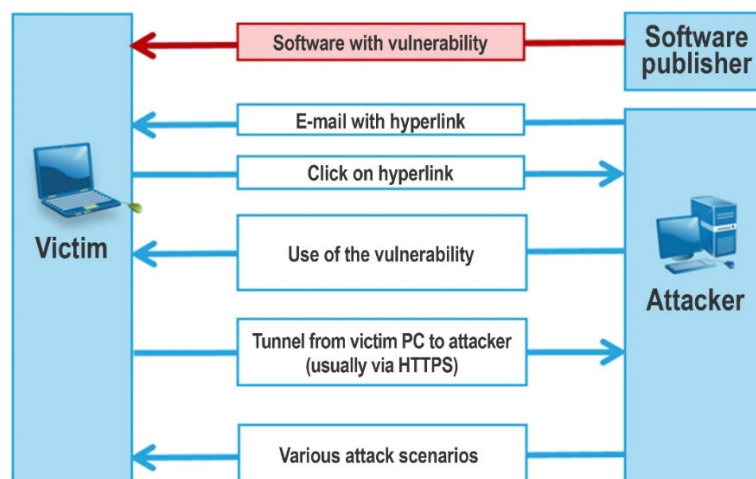 Software with vulnerability
Software
publisher
E-mail with hyperlink
Click on hyperlink
Victim
Use of the vulnerability
Attacker
Tunnel from victim PC to attacker
(usually via HTTPS)
Various attack scenarios